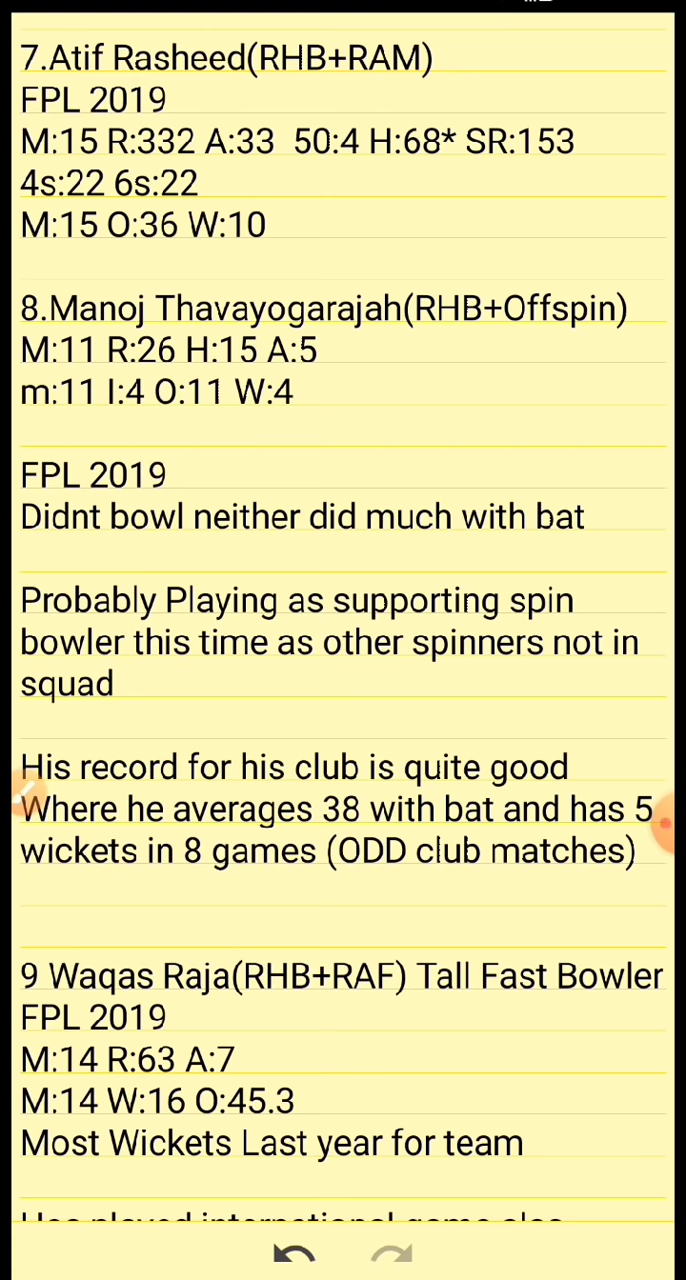 7.Atif Rasheed(RHB+RAM)
FPL 2019
M:15 R:332 A:33  50:4 H:68* SR:153
4s:22 6s:22
M:15 O:36 W:10
8.Manoj Thavayogarajah(RHB+Offspin)
M:11 R:26 H:15 A:5
m:11 I:4 O:11 W:4
FPL 2019
Didnt bowl neither did much with bat
Probably Playing as supporting spin
bowler this time as other spinners not in
squad
His record for his club is quite good
Where he averages 38 with bat and has 5
wickets in 8 games (ODD club matches)
9 Waqas Raja(RHB+RAF) Tall Fast Bowler
FPL 2019
M:14 R:63 A:7
M:14 W:16 O:45.3
Most Wickets Last year for team
Has played international game also